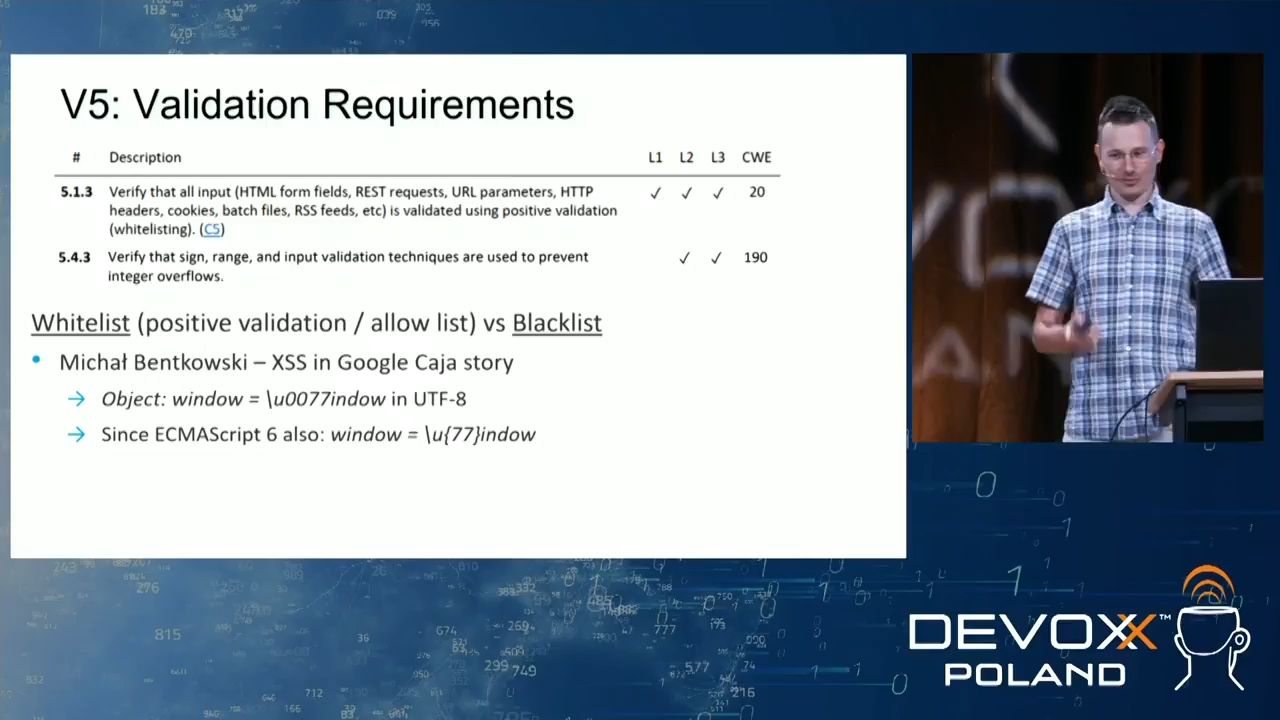 V5: Validation Requirements
# Description L1 L2 L3 CWE
5.1.3 Verify that all input (HTML form fields, REST requests, URL parameters, HTTP ✓ ✓ ✓ 20
headers, cookies, batch files, RSS feeds, etc) is validated using positive validation
(whitelisting). (C5)
5.4.3 Verify that sign, range, and input validation techniques are used to prevent ✓ ✓ 190
integer overflows.
Whitelist (positive validation / allow list) vs Blacklist
• Michał Bentkowski – XSS in Google Caja story
→ Object: window = \u0077indow in UTF-8
→ Since ECMAScript 6 also: window = \u{77}indow
DEVOXX™
POLAND